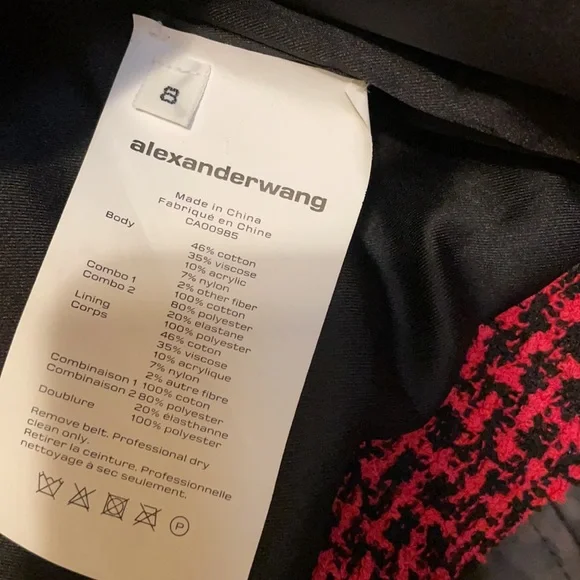 8
alexanderwang
Made in China
Fabriqué en Chine
CA00985
Body 46% cotton
35% viscose
10% acrylic
7% nylon
2% other fiber
Combo 1 100% cotton
Combo 2 80% polyester
20% elastane
Lining 100% polyester
Corps 46% coton
35% viscose
10% acrylique
7% nylon
2% autre fibre
Combinaison 1 100% coton
Combinaison 2 80% polyester
20% élasthanne
Doublure 100% polyester
Remove belt. Professional dry
clean only.
Retirer la ceinture. Professionnelle
nettoyage à sec seulement.
P